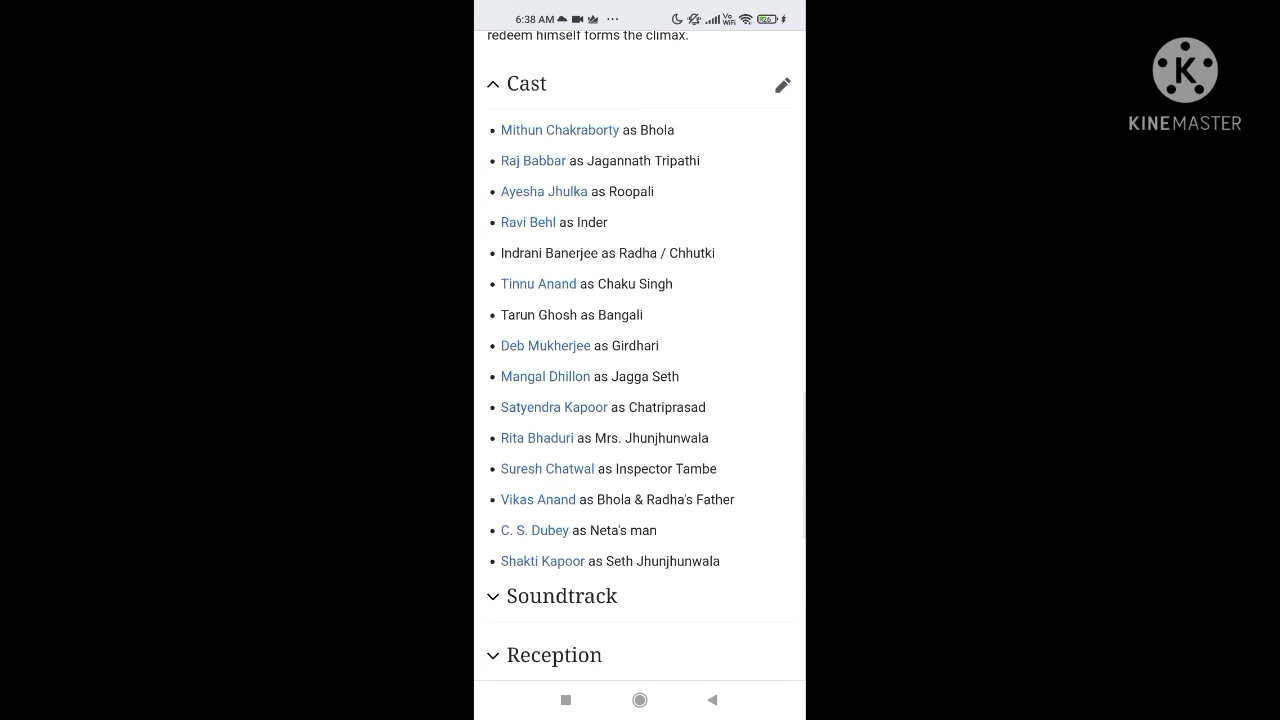 6:38 AM ...
Vo
WiFi
26
redeem himself forms the climax.
Cast
• Mithun Chakraborty as Bhola
• Raj Babbar as Jagannath Tripathi
• Ayesha Jhulka as Roopali
• Ravi Behl as Inder
• Indrani Banerjee as Radha / Chhutki
• Tinnu Anand as Chaku Singh
• Tarun Ghosh as Bangali
• Deb Mukherjee as Girdhari
• Mangal Dhillon as Jagga Seth
• Satyendra Kapoor as Chatriprasad
• Rita Bhaduri as Mrs. Jhunjhunwala
• Suresh Chatwal as Inspector Tambe
• Vikas Anand as Bhola & Radha's Father
• C. S. Dubey as Neta's man
• Shakti Kapoor as Seth Jhunjhunwala
Soundtrack
Reception
K
KINEMASTER